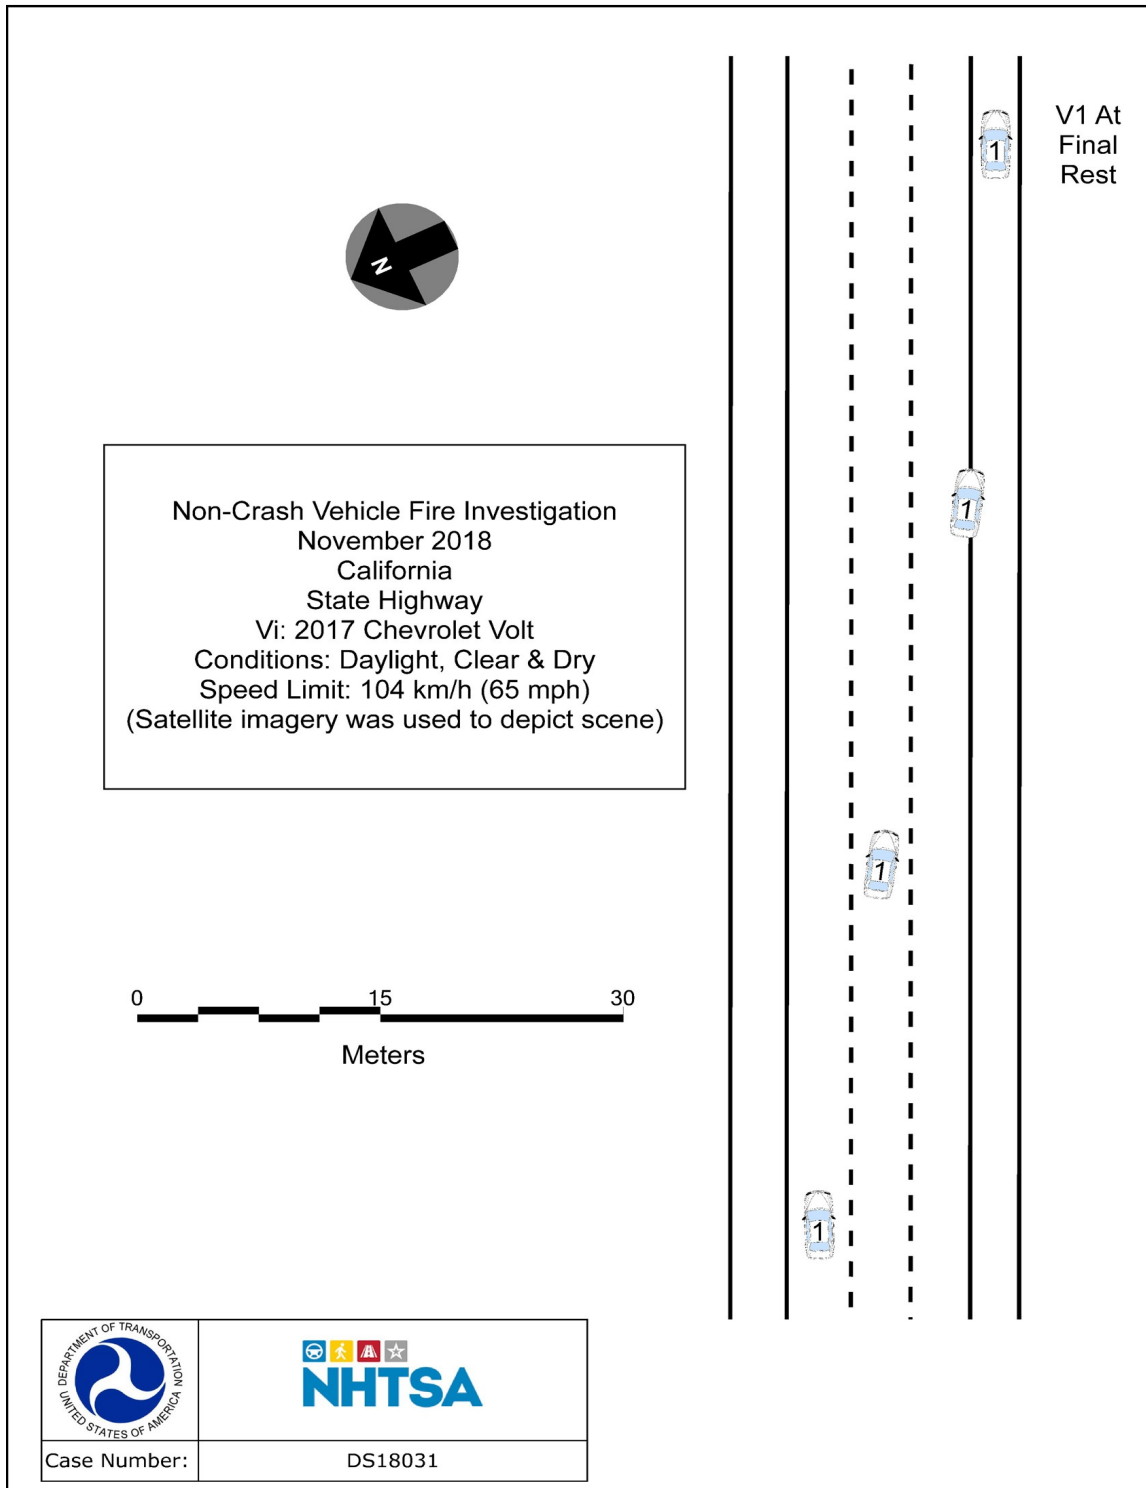 V1 At
Final
Rest
N
1
1
Non-Crash Vehicle Fire Investigation
November 2018
California
State Highway
Vi: 2017 Chevrolet Volt
Conditions: Daylight, Clear & Dry
Speed Limit: 104 km/h (65 mph)
(Satellite imagery was used to depict scene)
1
0 15 30
Meters
1
DEPARTMENT OF TRANSPORTATION
UNITED STATES OF AMERICA
NHTSA
Case Number: DS18031